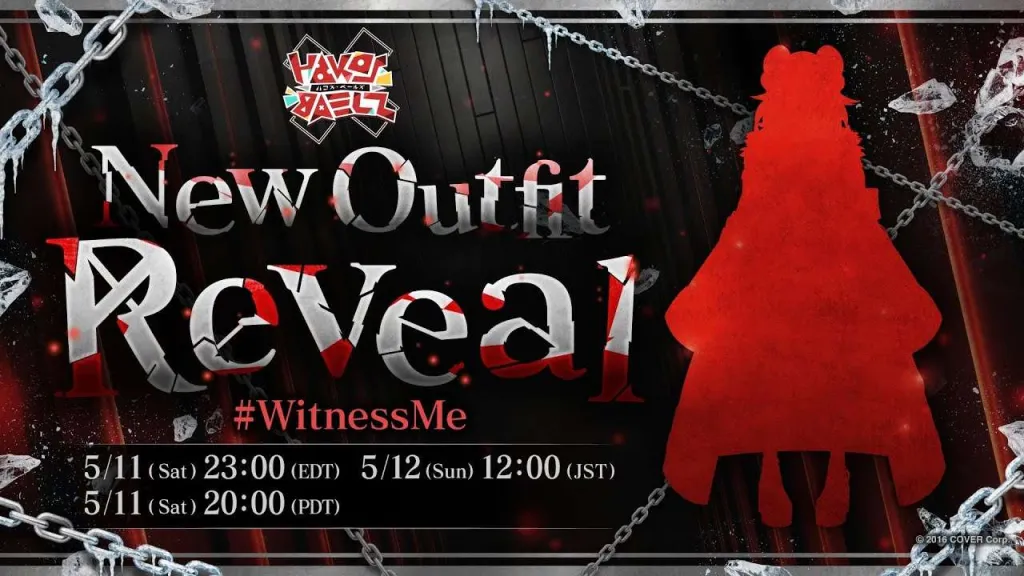 HAKOS
ハコス・ベールズ
BAELZ
New Outfit
Reveal
#WitnessMe
5/11 (Sat) 23:00 (EDT) 5/12 (Sun) 12:00 (JST)
5/11 (Sat) 20:00 (PDT)
© 2016 COVER Corp.